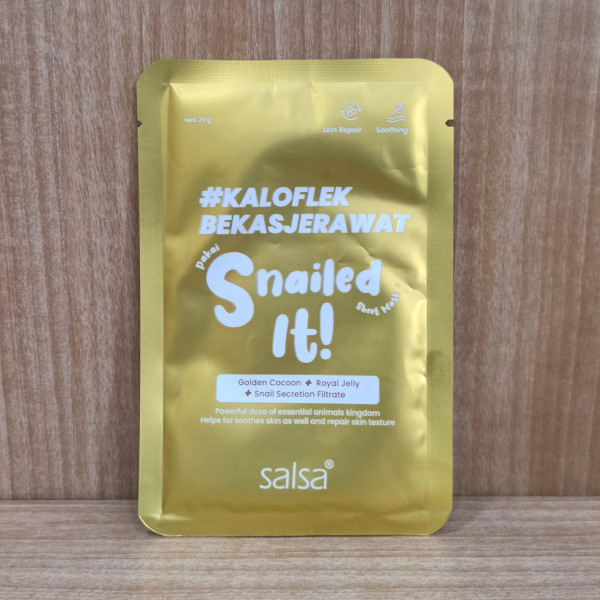 Nett 20 g
Skin Repair Soothing
#KALOFLEK
BEKASJERAWAT
pakai
Snailed
It!
Sheet Mask
Golden Cocoon + Royal Jelly
+ Snail Secretion Filtrate
Powerful dose of essential animals kingdom
Helps for soothes skin as well and repair skin texture
salsa®